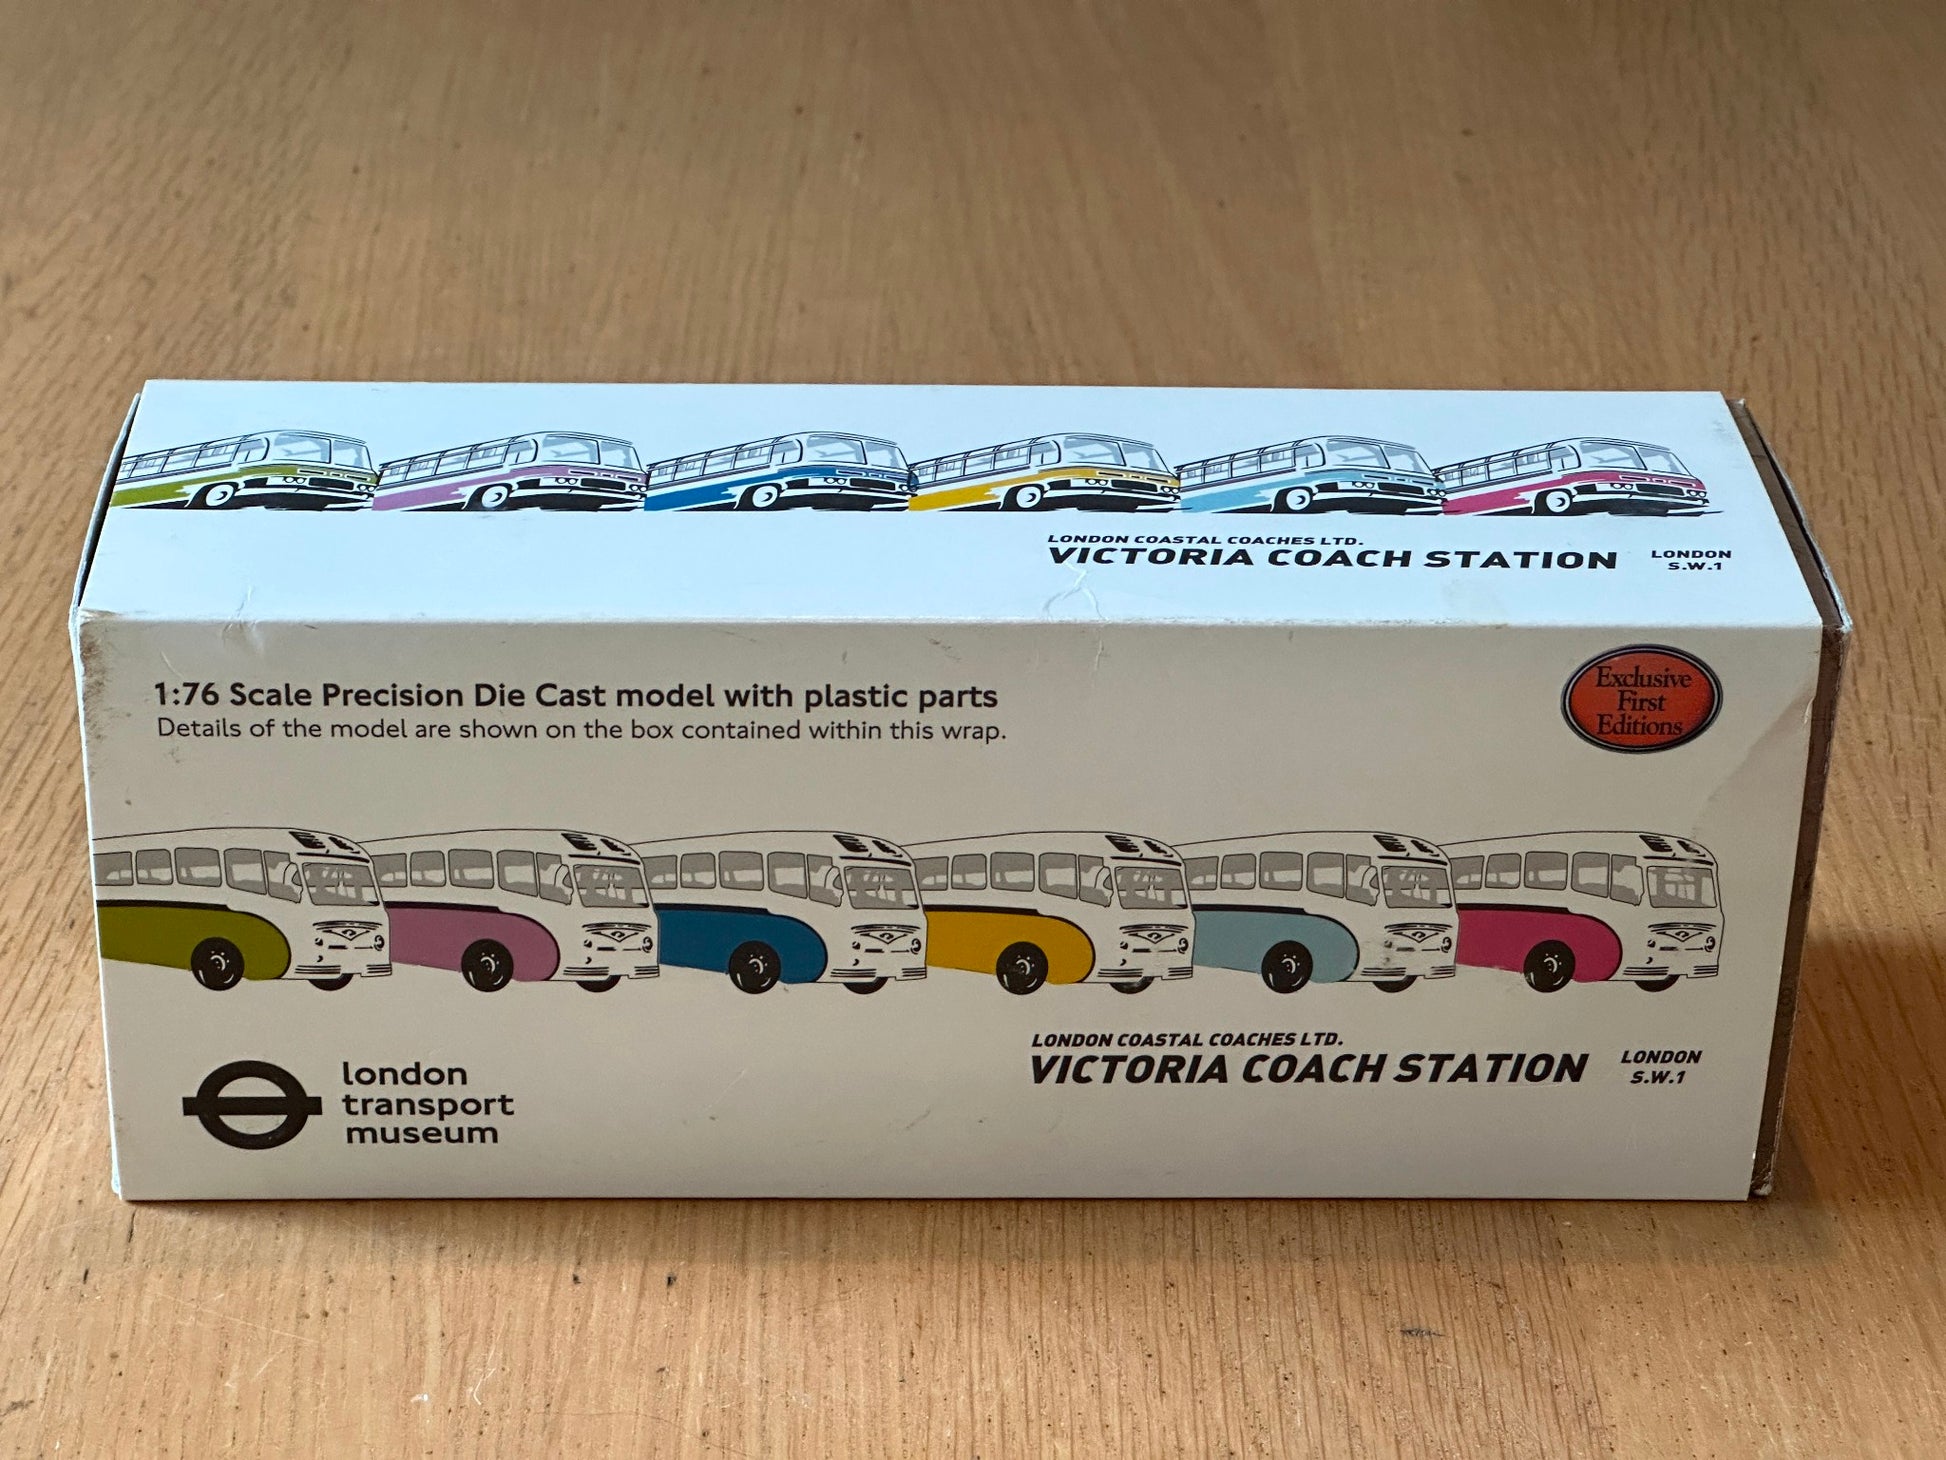 LONDON COASTAL COACHES LTD.
VICTORIA COACH STATION
LONDON
S.W.1
1:76 Scale Precision Die Cast model with plastic parts
Details of the model are shown on the box contained within this wrap.
Exclusive
First
Editions
LONDON COASTAL COACHES LTD.
VICTORIA COACH STATION
LONDON
S.W.1
london
transport
museum